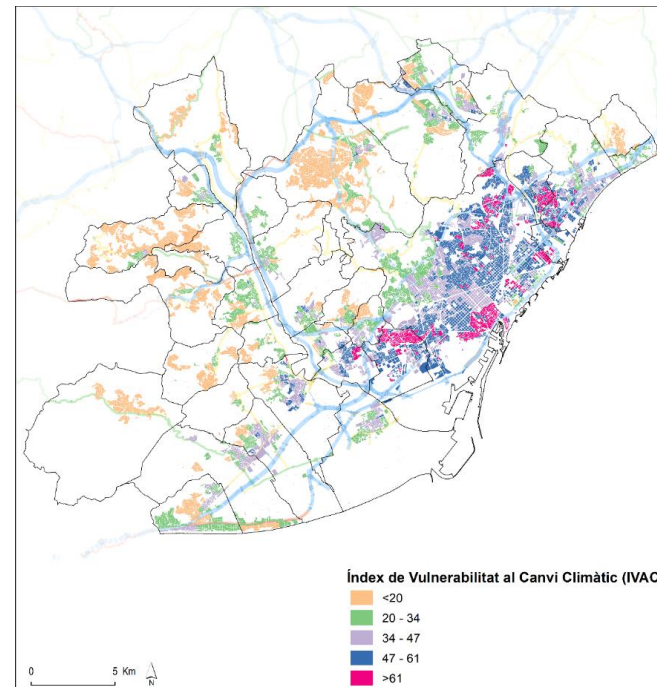 Índex de Vulnerabilitat al Canvi Climàtic (IVAC
<20
20 - 34
34 - 47
47 - 61
>61
0 5 Km
N